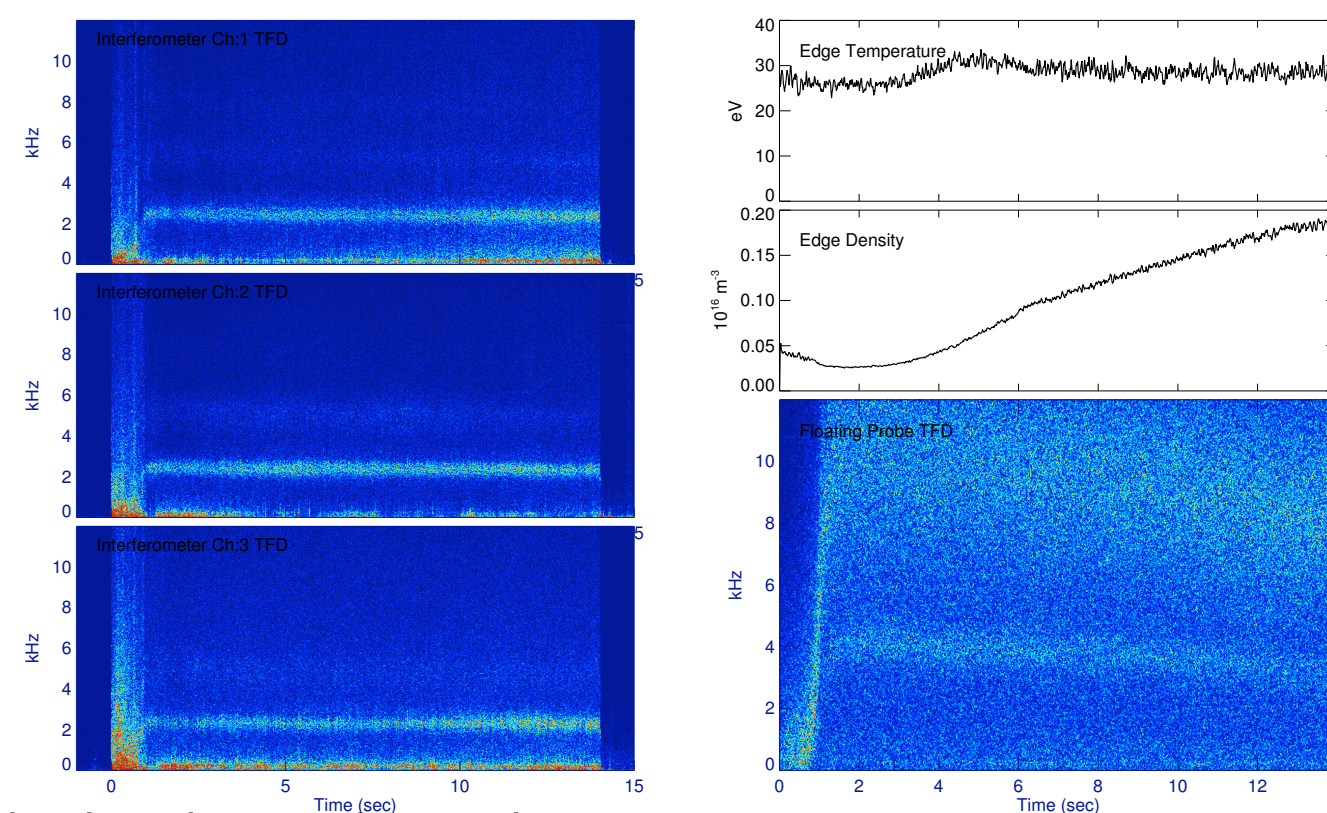 Interferometer Ch:1 TFD
10
8
6
4
2
0
kHz
5
Interferometer Ch:2 TFD
10
8
6
4
2
0
kHz
5
Interferometer Ch:3 TFD
10
8
6
4
2
0
kHz
0 5 10 15
Time (sec)
Edge Temperature
40
30
20
10
0
eV
Edge Density
0.20
0.15
0.10
0.05
0.00
10¹⁶ m⁻³
Floating Probe TFD
10
8
6
4
2
0
kHz
0 2 4 6 8 10 12
Time (sec)